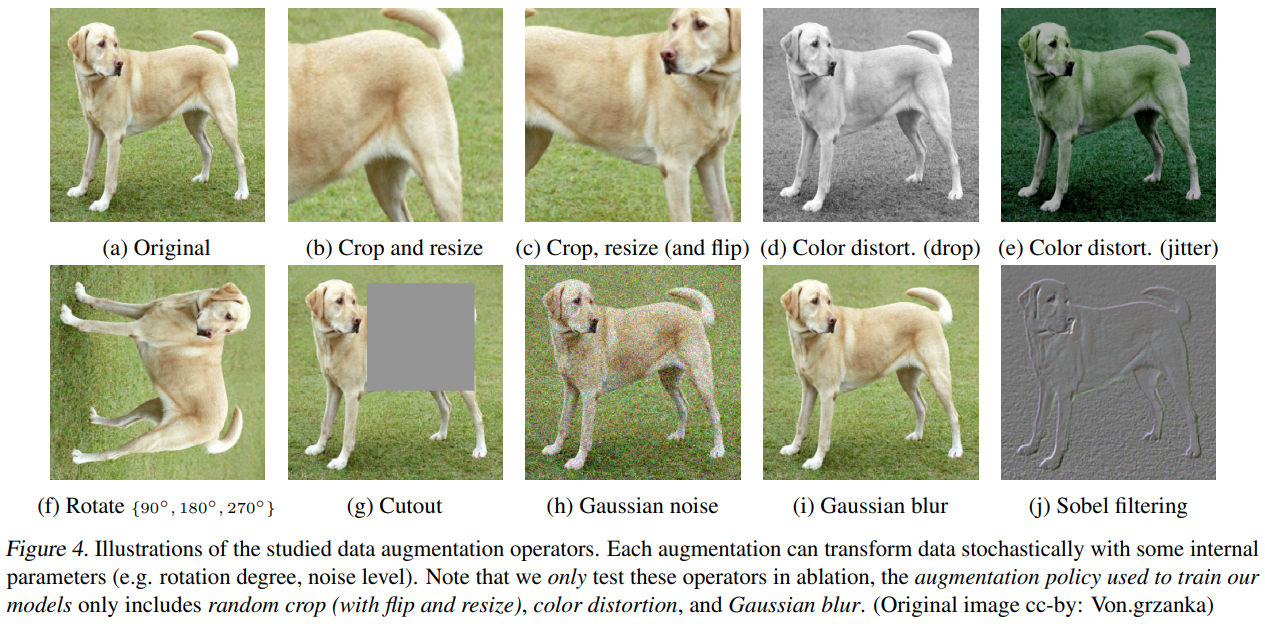 (a) Original
(b) Crop and resize
(c) Crop, resize (and flip)
(d) Color distort. (drop)
(e) Color distort. (jitter)
(f) Rotate {90°, 180°, 270°}
(g) Cutout
(h) Gaussian noise
(i) Gaussian blur
(j) Sobel filtering
Figure 4. Illustrations of the studied data augmentation operators. Each augmentation can transform data stochastically with some internal
parameters (e.g. rotation degree, noise level). Note that we only test these operators in ablation, the augmentation policy used to train our
models only includes random crop (with flip and resize), color distortion, and Gaussian blur. (Original image cc-by: Von.grzanka)